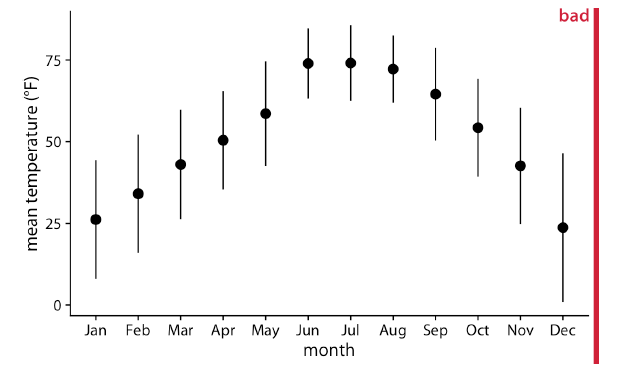 bad
mean temperature (°F)
75
50
25
0
Jan Feb Mar Apr May Jun Jul Aug Sep Oct Nov Dec
month